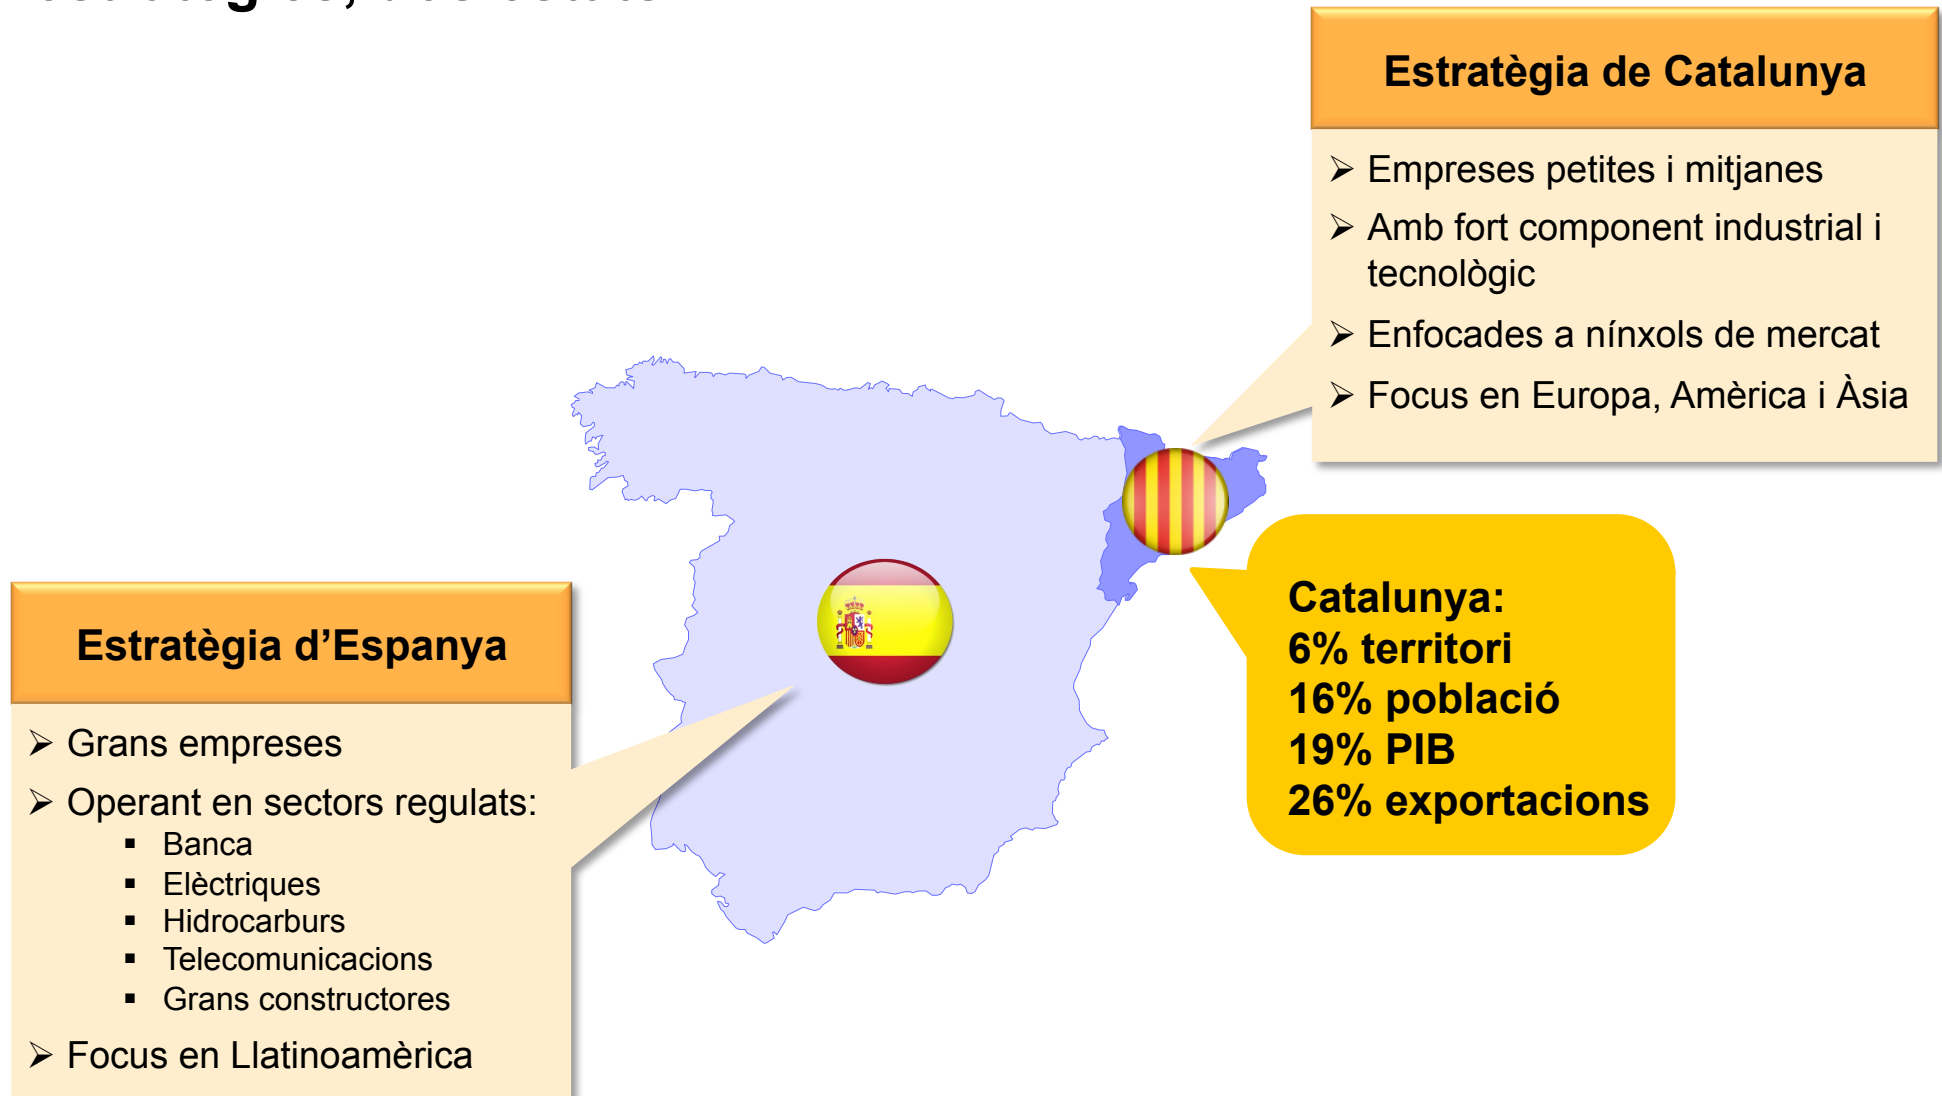 Estratègia de Catalunya
➢ Empreses petites i mitjanes
➢ Amb fort component industrial i
tecnològic
➢ Enfocades a nínxols de mercat
➢ Focus en Europa, Amèrica i Àsia
Catalunya:
6% territori
16% població
19% PIB
26% exportacions
Estratègia d’Espanya
➢ Grans empreses
➢ Operant en sectors regulats:
▪ Banca
▪ Elèctriques
▪ Hidrocarburs
▪ Telecomunicacions
▪ Grans constructores
➢ Focus en Llatinoamèrica